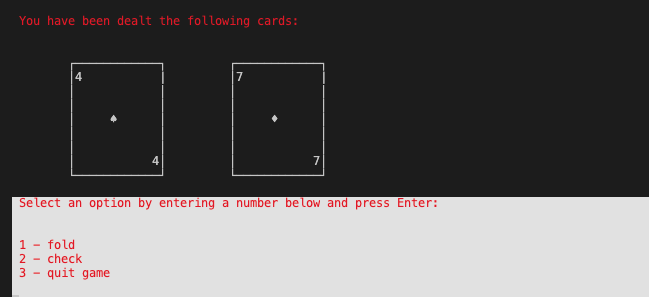 You have been dealt the following cards:
4 7
♠ ♦
4 7
Select an option by entering a number below and press Enter:
1 – fold
2 – check
3 – quit game